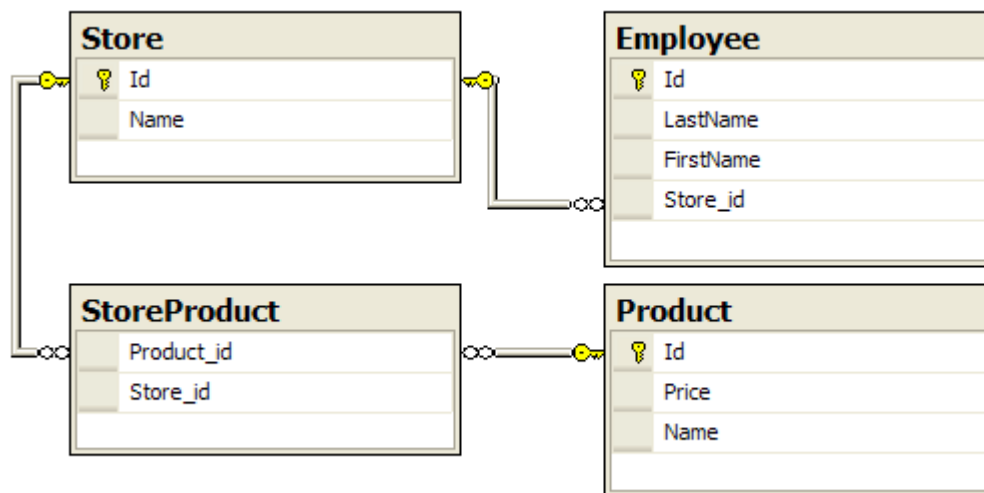 Store
Id
Name
Employee
Id
LastName
FirstName
Store_id
StoreProduct
Product_id
Store_id
Product
Id
Price
Name